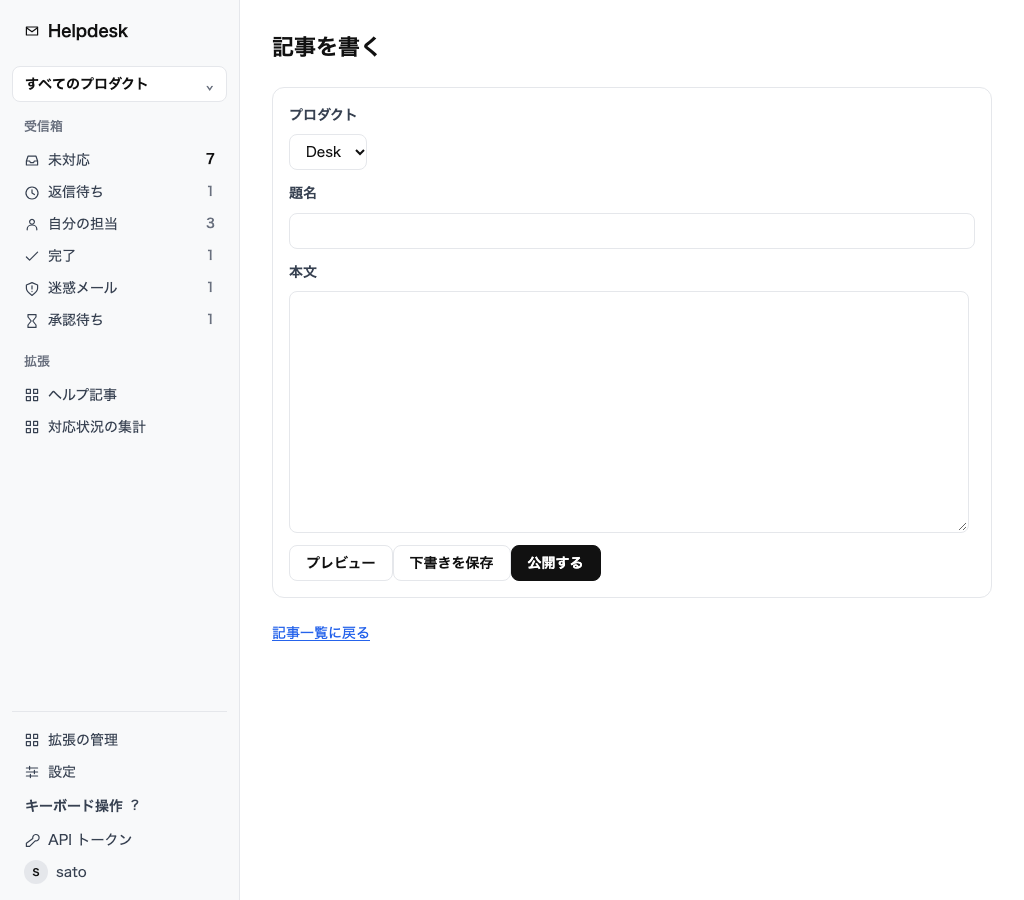 Helpdesk
すべてのプロダクト
受信箱
未対応 7
返信待ち 1
自分の担当 3
完了 1
迷惑メール 1
承認待ち 1
拡張
ヘルプ記事
対応状況の集計
拡張の管理
設定
キーボード操作 ?
API トークン
S sato
記事を書く
プロダクト
Desk
題名
本文
プレビュー 下書きを保存 公開する
記事一覧に戻る